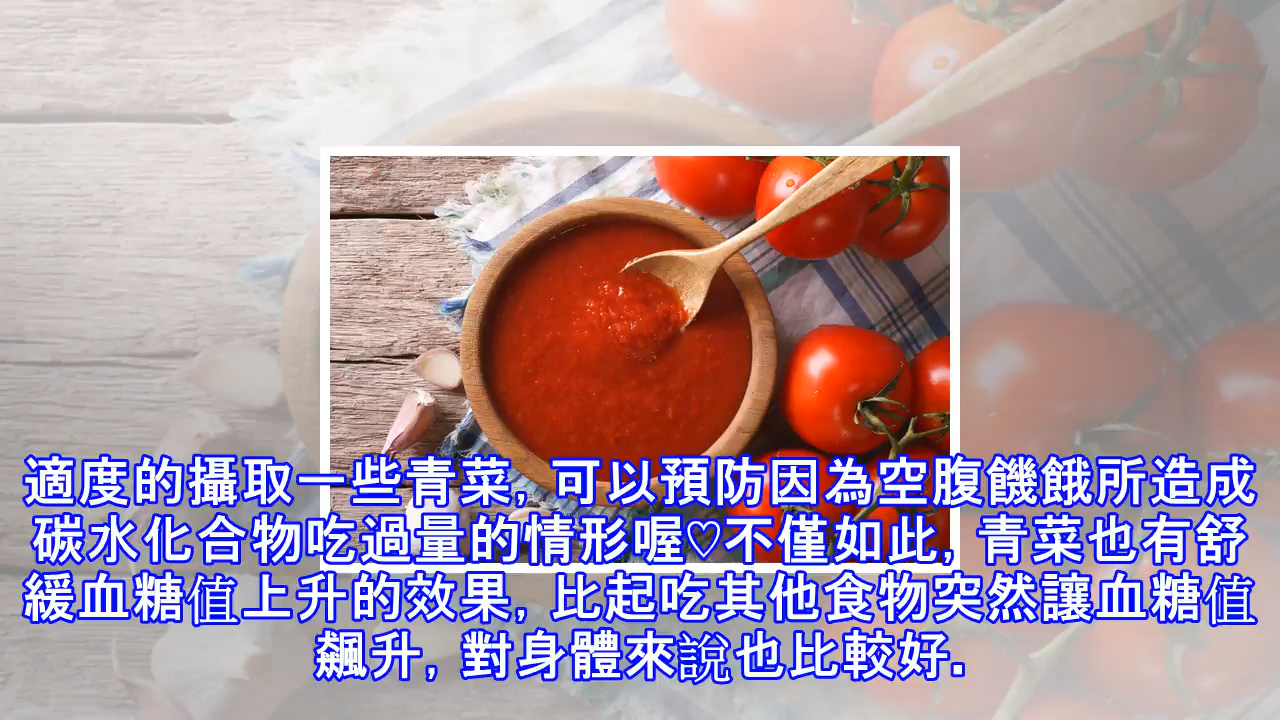 適度的攝取一些青菜, 可以預防因為空腹饑餓所造成
碳水化合物吃過量的情形喔♡不僅如此, 青菜也有舒
緩血糖值上升的效果, 比起吃其他食物突然讓血糖值
飆升, 對身體來說也比較好.